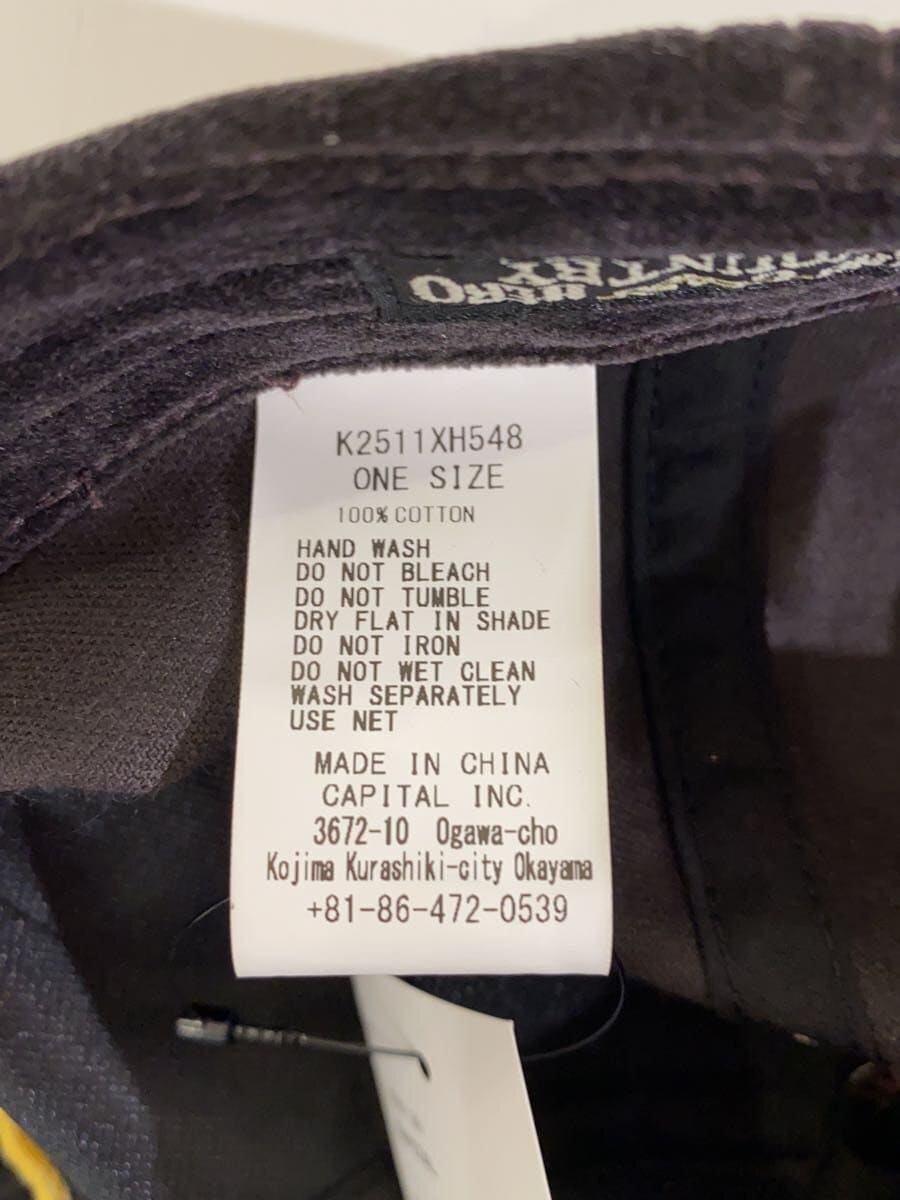 COUNTRY
K2511XH548
ONE SIZE
100% COTTON
HAND WASH
DO NOT BLEACH
DO NOT TUMBLE
DRY FLAT IN SHADE
DO NOT IRON
DO NOT WET CLEAN
WASH SEPARATELY
USE NET
MADE IN CHINA
CAPITAL INC.
3672-10 Ogawa-cho
Kojima Kurashiki-city Okayama
+81-86-472-0539